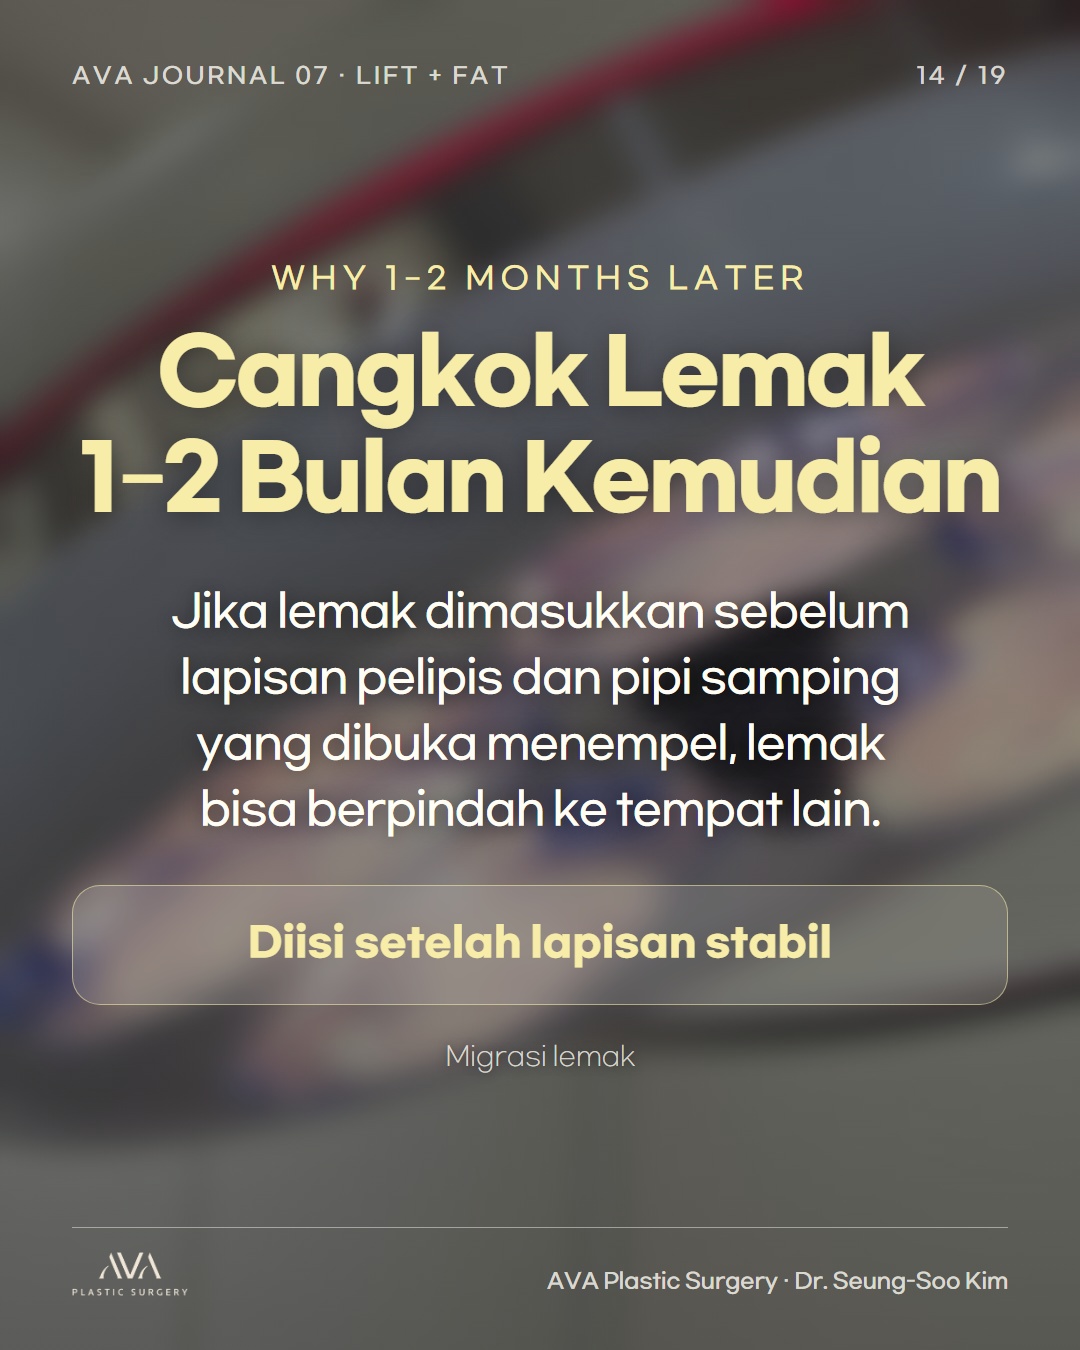 AVA JOURNAL 07 · LIFT + FAT
14 / 19
WHY 1–2 MONTHS LATER
Cangkok Lemak
1–2 Bulan Kemudian
Jika lemak dimasukkan sebelum
lapisan pelipis dan pipi samping
yang dibuka menempel, lemak
bisa berpindah ke tempat lain.
Diisi setelah lapisan stabil
Migrasi lemak
AVA
PLASTIC SURGERY
AVA Plastic Surgery · Dr. Seung-Soo Kim